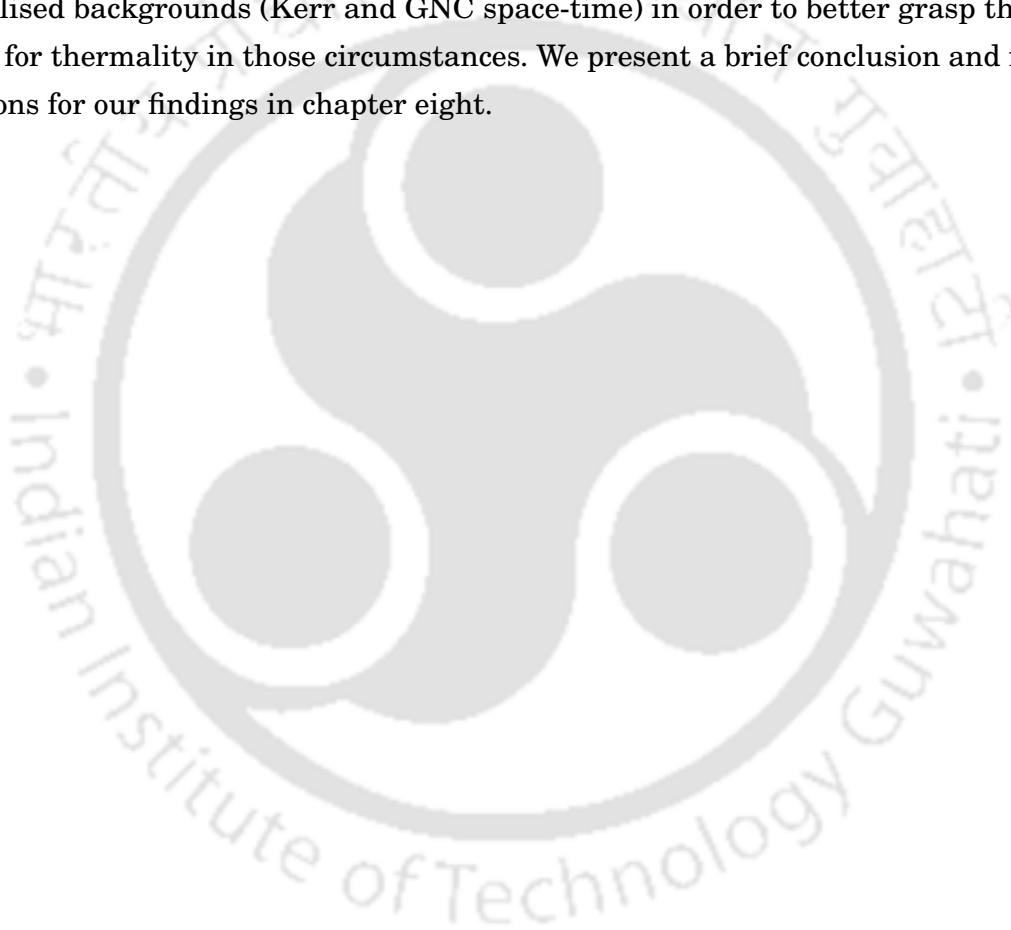 lised backgrounds (Kerr and GNC space-time) in order to better grasp th
for thermality in those circumstances. We present a brief conclusion and
ons for our findings in chapter eight.
Indian Institute of Technology Guwahati